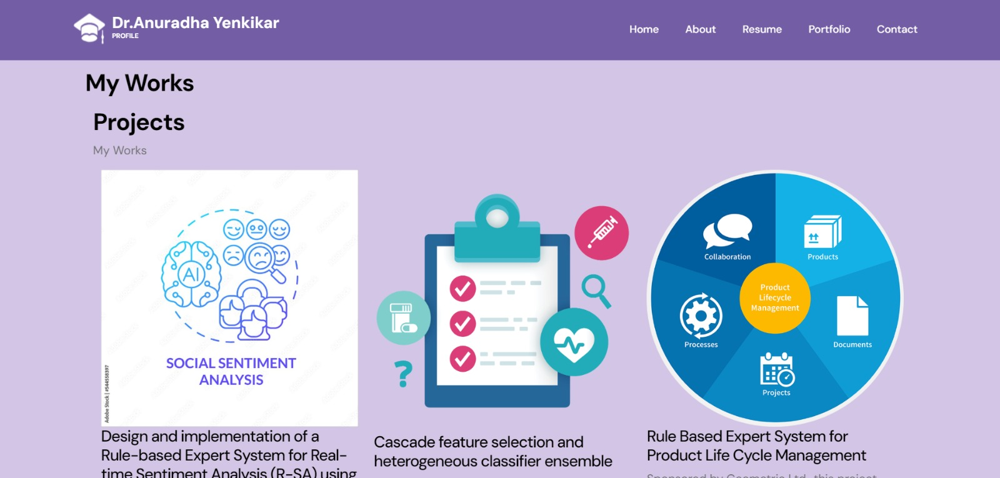 Dr.Anuradha Yenkikar
PROFILE
Home About Resume Portfolio Contact
My Works
Projects
My Works
AI
SOCIAL SENTIMENT
ANALYSIS
Adobe Stock | #544558397
Design and implementation of a
Rule-based Expert System for Real-
time Sentiment Analysis (R-SA) using
?
Cascade feature selection and
heterogeneous classifier ensemble
Collaboration
Products
Product
Lifecycle
Management
Processes
Documents
Projects
Rule Based Expert System for
Product Life Cycle Management
Sponsored by Geometric Ltd., this project